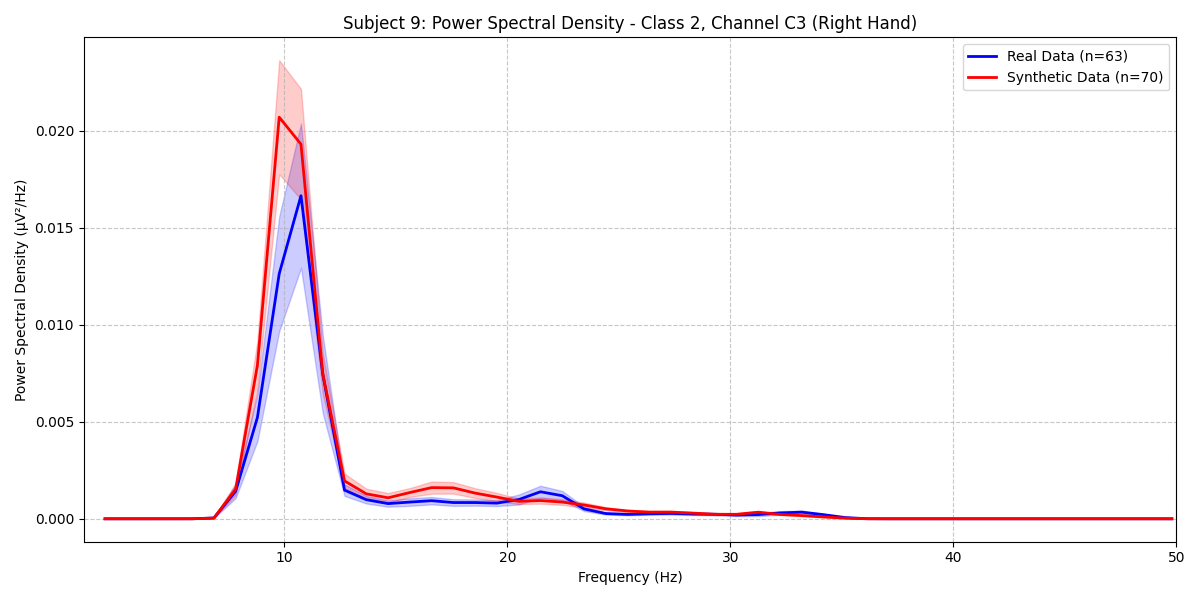 Subject 9: Power Spectral Density - Class 2, Channel C3 (Right Hand)
Real Data (n=63)
Synthetic Data (n=70)
Power Spectral Density (μV²/Hz)
0.020
0.015
0.010
0.005
0.000
10
20
30
40
50
Frequency (Hz)